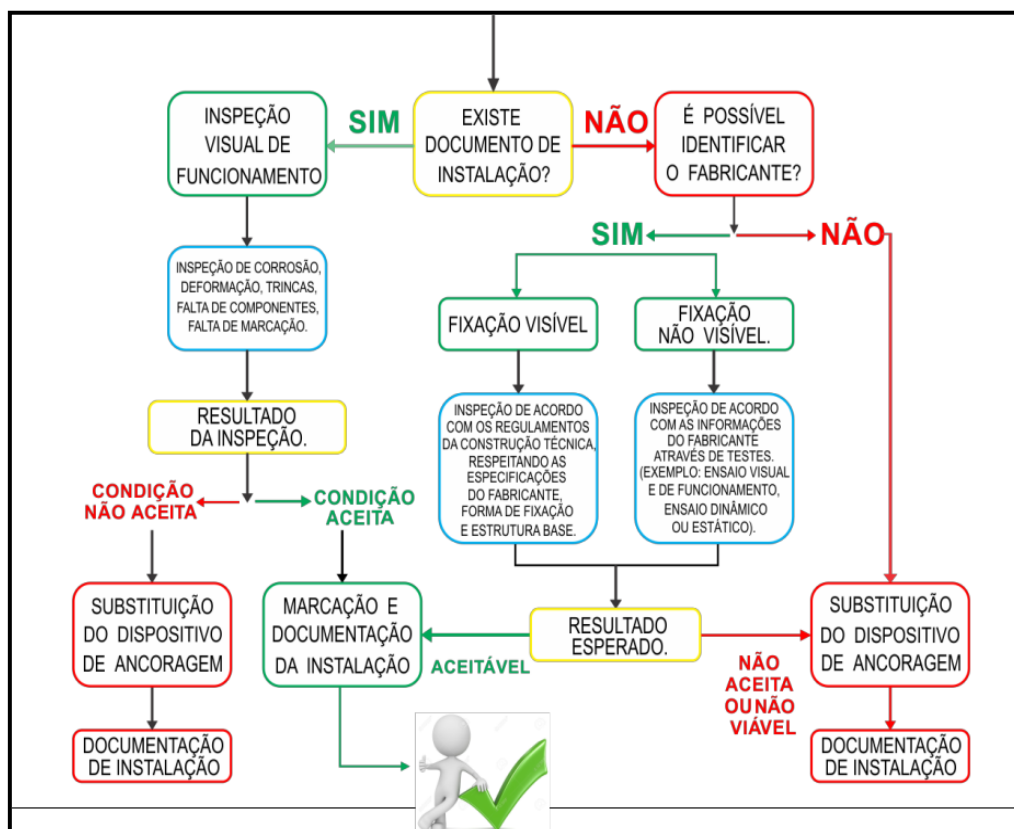 INSPEÇÃO
VISUAL DE
FUNCIONAMENTO
SIM
EXISTE
DOCUMENTO DE
INSTALAÇÃO?
NÃO
É POSSÍVEL
IDENTIFICAR
O FABRICANTE?
SIM
NÃO
INSPEÇÃO DE CORROSÃO,
DEFORMAÇÃO, TRINCAS,
FALTA DE COMPONENTES,
FALTA DE MARCAÇÃO.
FIXAÇÃO VISÍVEL
FIXAÇÃO
NÃO VISÍVEL.
RESULTADO
DA INSPEÇÃO.
INSPEÇÃO DE ACORDO
COM OS REGULAMENTOS
DA CONSTRUÇÃO TÉCNICA,
RESPEITANDO AS
ESPECIFICAÇÕES
DO FABRICANTE,
FORMA DE FIXAÇÃO
E ESTRUTURA BASE.
INSPEÇÃO DE ACORDO
COM AS INFORMAÇÕES
DO FABRICANTE
ATRAVÉS DE TESTES.
(EXEMPLO: ENSAIO VISUAL
E DE FUNCIONAMENTO,
ENSAIO DINÂMICO
OU ESTÁTICO).
CONDIÇÃO
NÃO ACEITA
CONDIÇÃO
ACEITA
SUBSTITUIÇÃO
DO DISPOSITIVO
DE ANCORAGEM
MARCAÇÃO E
DOCUMENTAÇÃO
DA INSTALAÇÃO
ACEITÁVEL
RESULTADO
ESPERADO.
NÃO
ACEITA
OU NÃO
VIÁVEL
SUBSTITUIÇÃO
DO DISPOSITIVO
DE ANCORAGEM
DOCUMENTAÇÃO
DE INSTALAÇÃO
DOCUMENTAÇÃO
DE INSTALAÇÃO